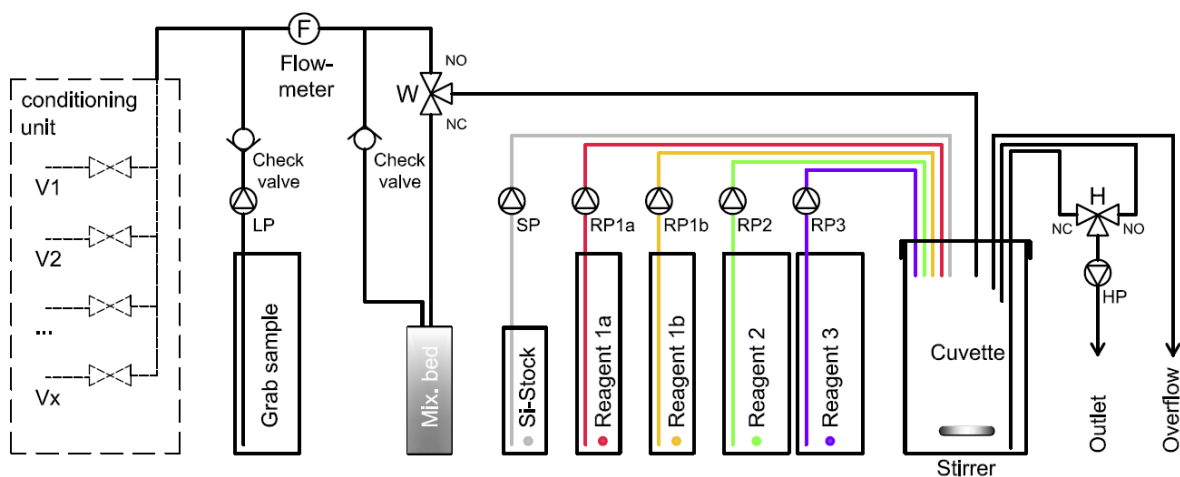 F
Flow-
meter
NO
W
NC
conditioning
unit
V1
V2
...
Vx
Check
valve
LP
Check
valve
SP
RP1a
RP1b
RP2
RP3
H
NC
NO
HP
Grab sample
Mix. bed
Si-Stock
Reagent 1a
Reagent 1b
Reagent 2
Reagent 3
Cuvette
Stirrer
Outlet
Overflow